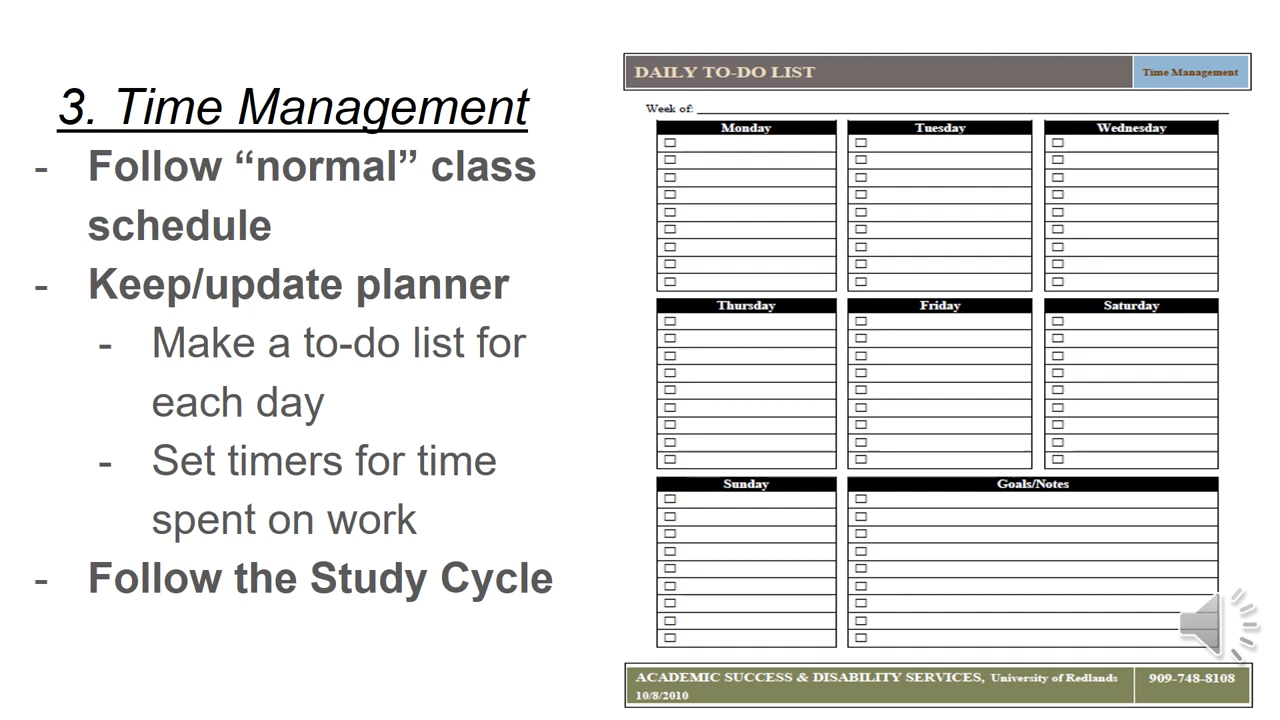 3. Time Management
- Follow “normal” class
schedule
- Keep/update planner
- Make a to-do list for
each day
- Set timers for time
spent on work
- Follow the Study Cycle
DAILY TO-DO LIST
Time Management
Week of:
Monday
Tuesday
Wednesday
Thursday
Friday
Saturday
Sunday
Goals/Notes
ACADEMIC SUCCESS & DISABILITY SERVICES, University of Redlands
10/8/2010
909-748-8108